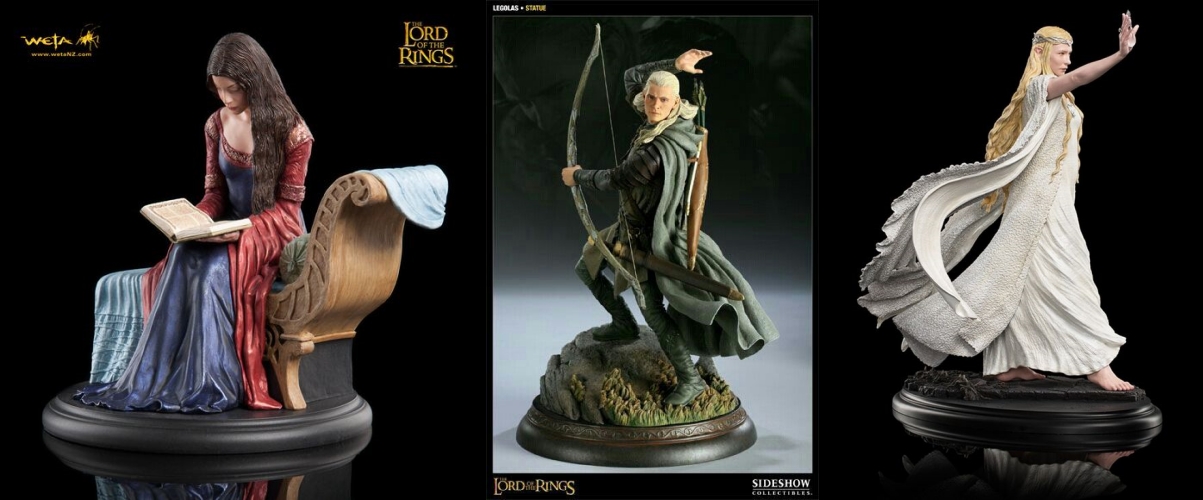 WETA
www.wetaNZ.com
THE
LORD
OF THE
RINGS
LEGOLAS • STATUE
THE
LORD OF THE RINGS
SIDESHOW
COLLECTIBLES